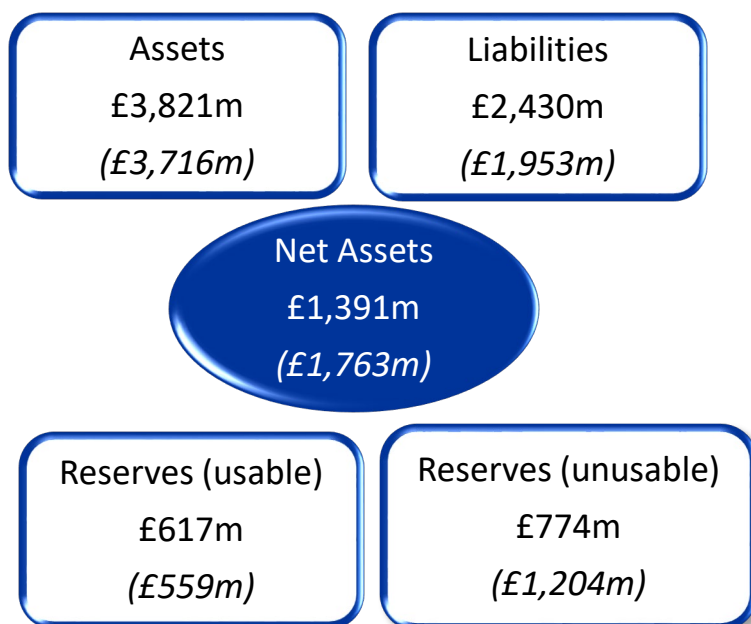 Assets
£3,821m
(£3,716m)
Liabilities
£2,430m
(£1,953m)
Net Assets
£1,391m
(£1,763m)
Reserves (usable)
£617m
(£559m)
Reserves (unusable)
£774m
(£1,204m)